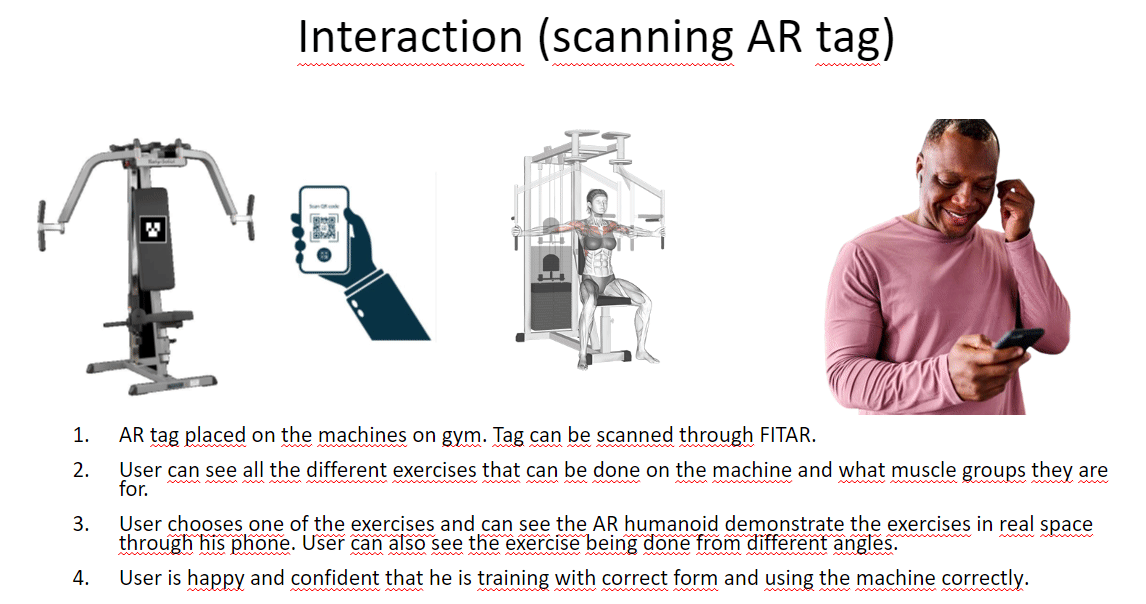 Interaction (scanning AR tag)
Scan QR code
1. AR tag placed on the machines on gym. Tag can be scanned through FITAR.
2. User can see all the different exercises that can be done on the machine and what muscle groups they are
for.
3. User chooses one of the exercises and can see the AR humanoid demonstrate the exercises in real space
through his phone. User can also see the exercise being done from different angles.
4. User is happy and confident that he is training with correct form and using the machine correctly.